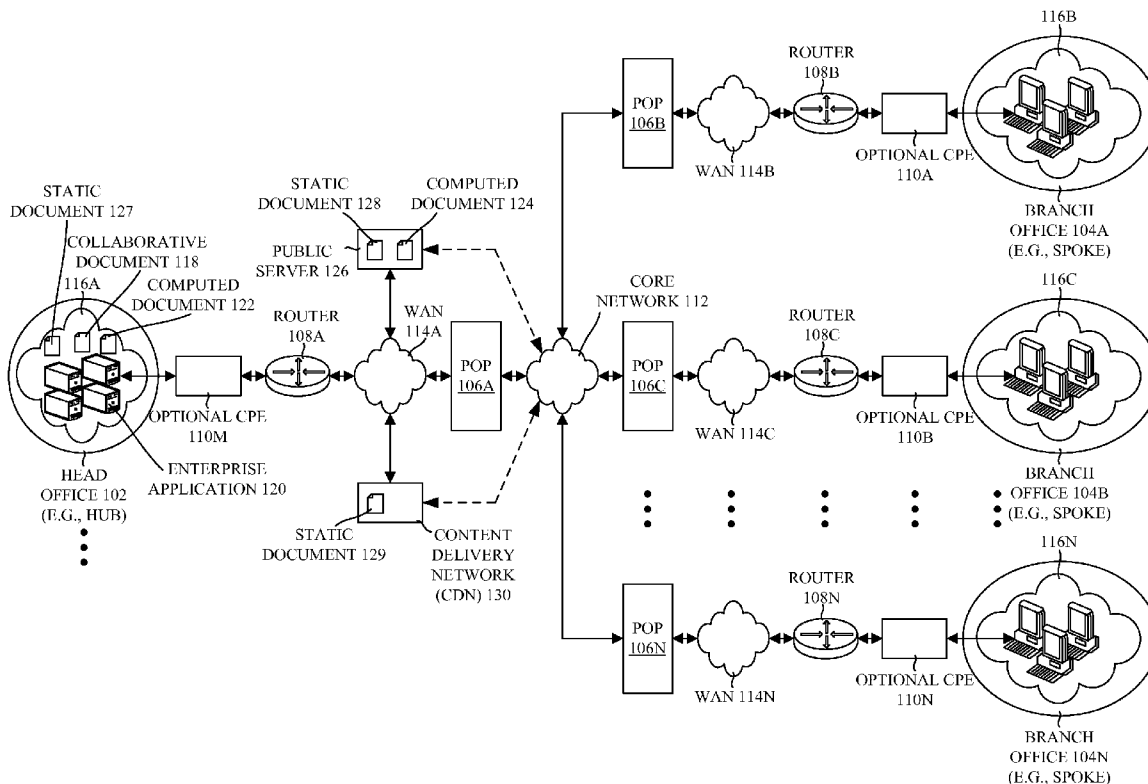 STATIC
DOCUMENT 127
COLLABORATIVE
DOCUMENT 118
116A
COMPUTED
DOCUMENT 122
HEAD
OFFICE 102
(E.G., HUB)
ENTERPRISE
APPLICATION 120
OPTIONAL CPE
110M
ROUTER
108A
STATIC
DOCUMENT 128
COMPUTED
DOCUMENT 124
PUBLIC
SERVER 126
WAN
114A
POP
106A
STATIC
DOCUMENT 129
CONTENT
DELIVERY
NETWORK
(CDN) 130
CORE
NETWORK 112
POP
106B
WAN 114B
ROUTER
108B
OPTIONAL CPE
110A
116B
BRANCH
OFFICE 104A
(E.G., SPOKE)
POP
106C
WAN 114C
ROUTER
108C
OPTIONAL CPE
110B
116C
BRANCH
OFFICE 104B
(E.G., SPOKE)
POP
106N
WAN 114N
ROUTER
108N
OPTIONAL CPE
110N
116N
BRANCH
OFFICE 104N
(E.G., SPOKE)